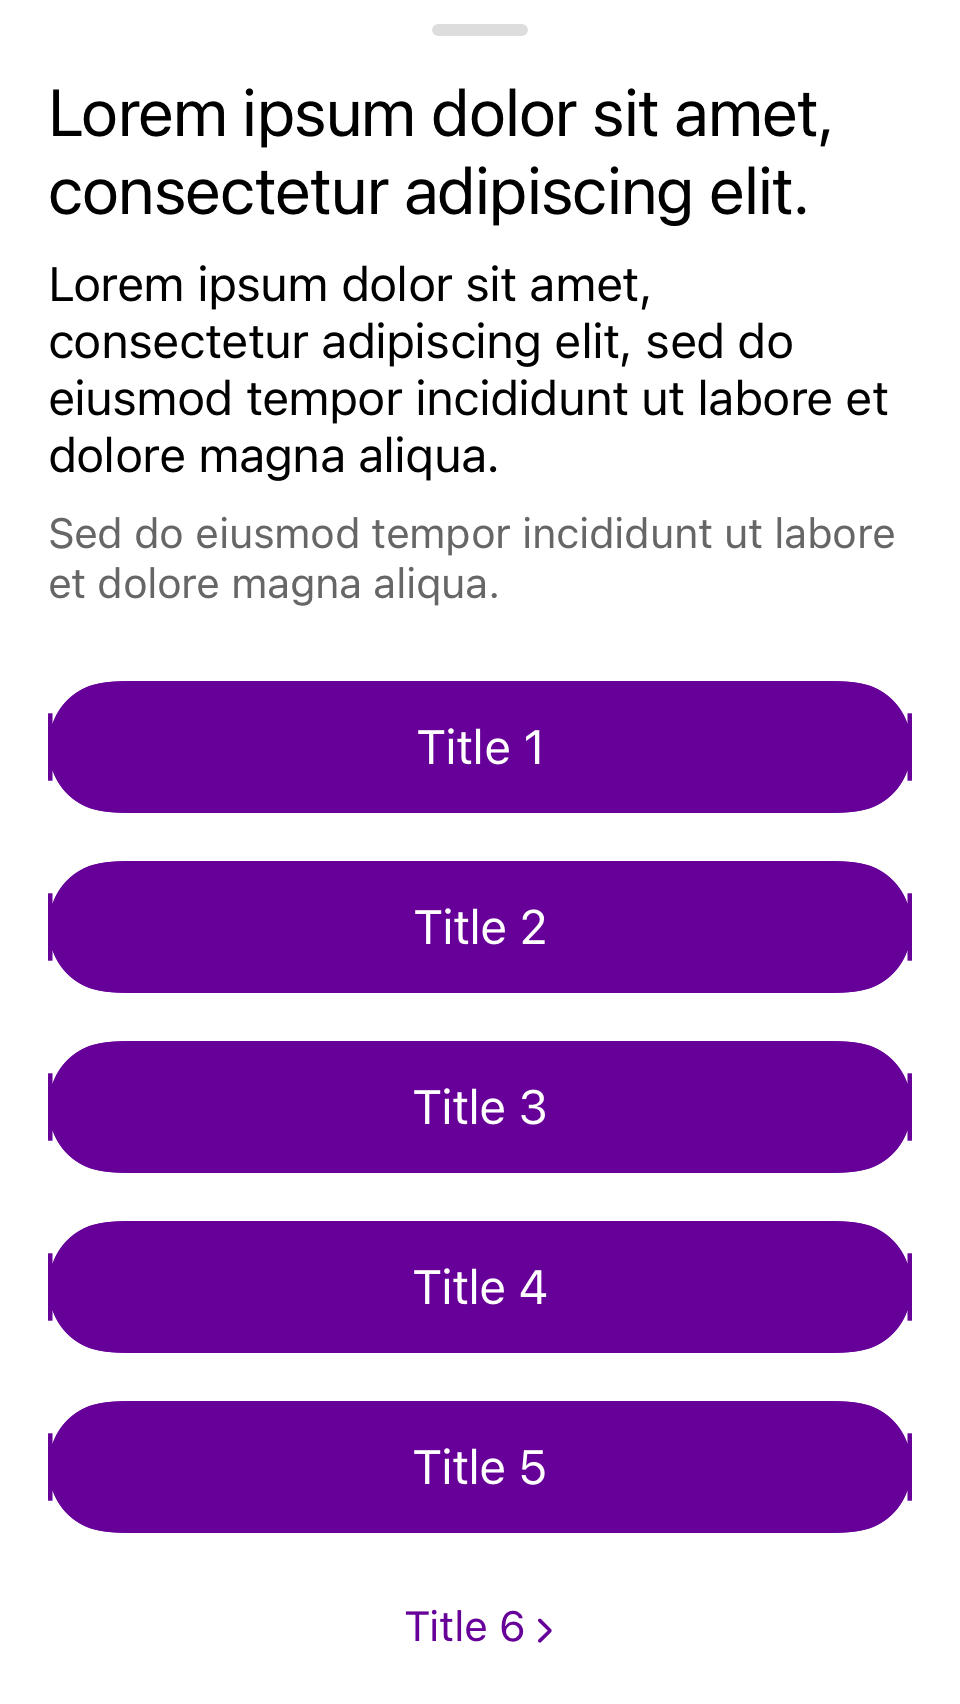 Lorem ipsum dolor sit amet,
consectetur adipiscing elit.
Lorem ipsum dolor sit amet,
consectetur adipiscing elit, sed do
eiusmod tempor incididunt ut labore et
dolore magna aliqua.
Sed do eiusmod tempor incididunt ut labore
et dolore magna aliqua.
Title 1
Title 2
Title 3
Title 4
Title 5
Title 6